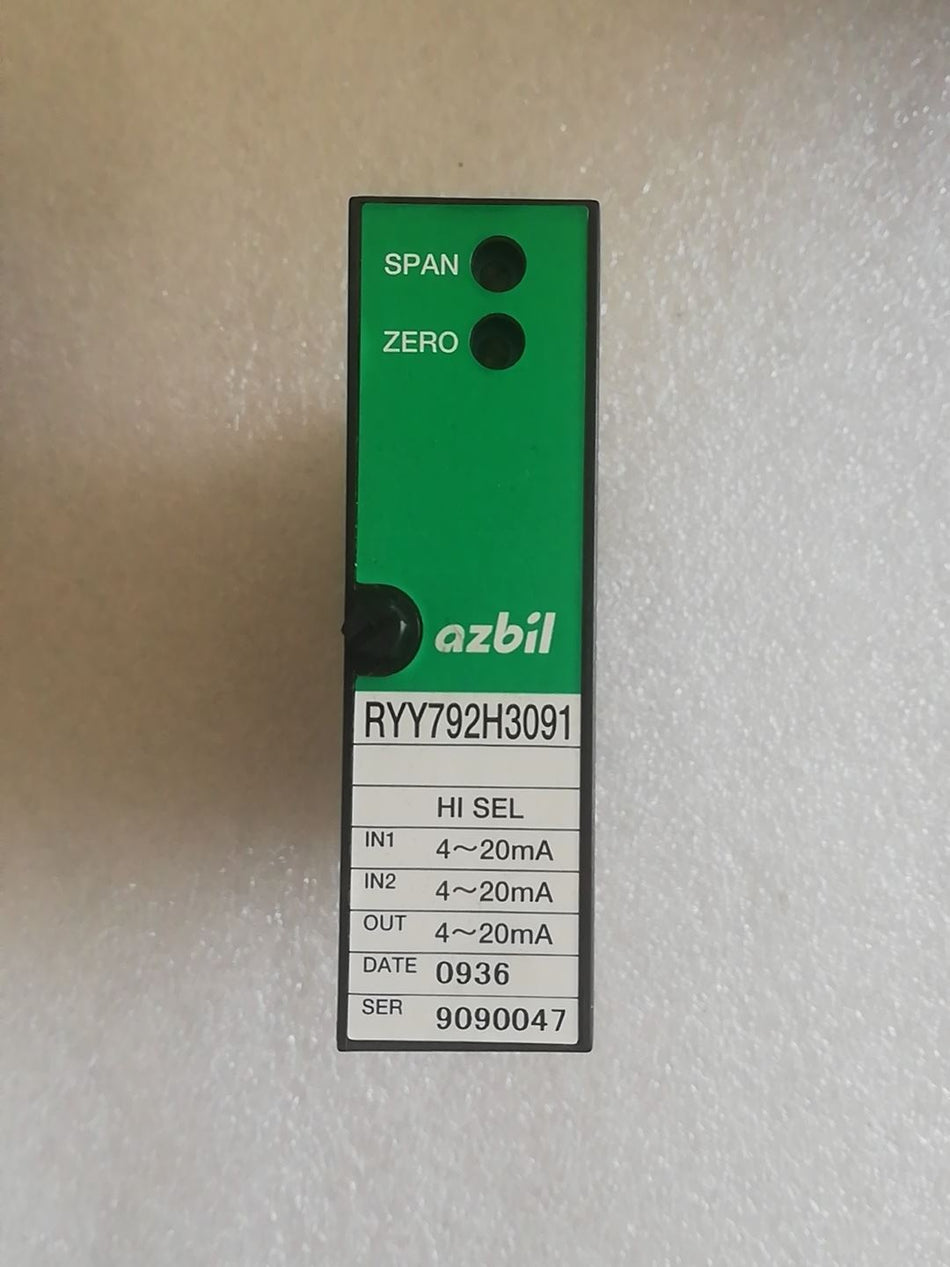 SPAN
ZERO
azbil
RYY792H3091
HI SEL
IN1 4～20mA
IN2 4～20mA
OUT 4～20mA
DATE 0936
SER 9090047